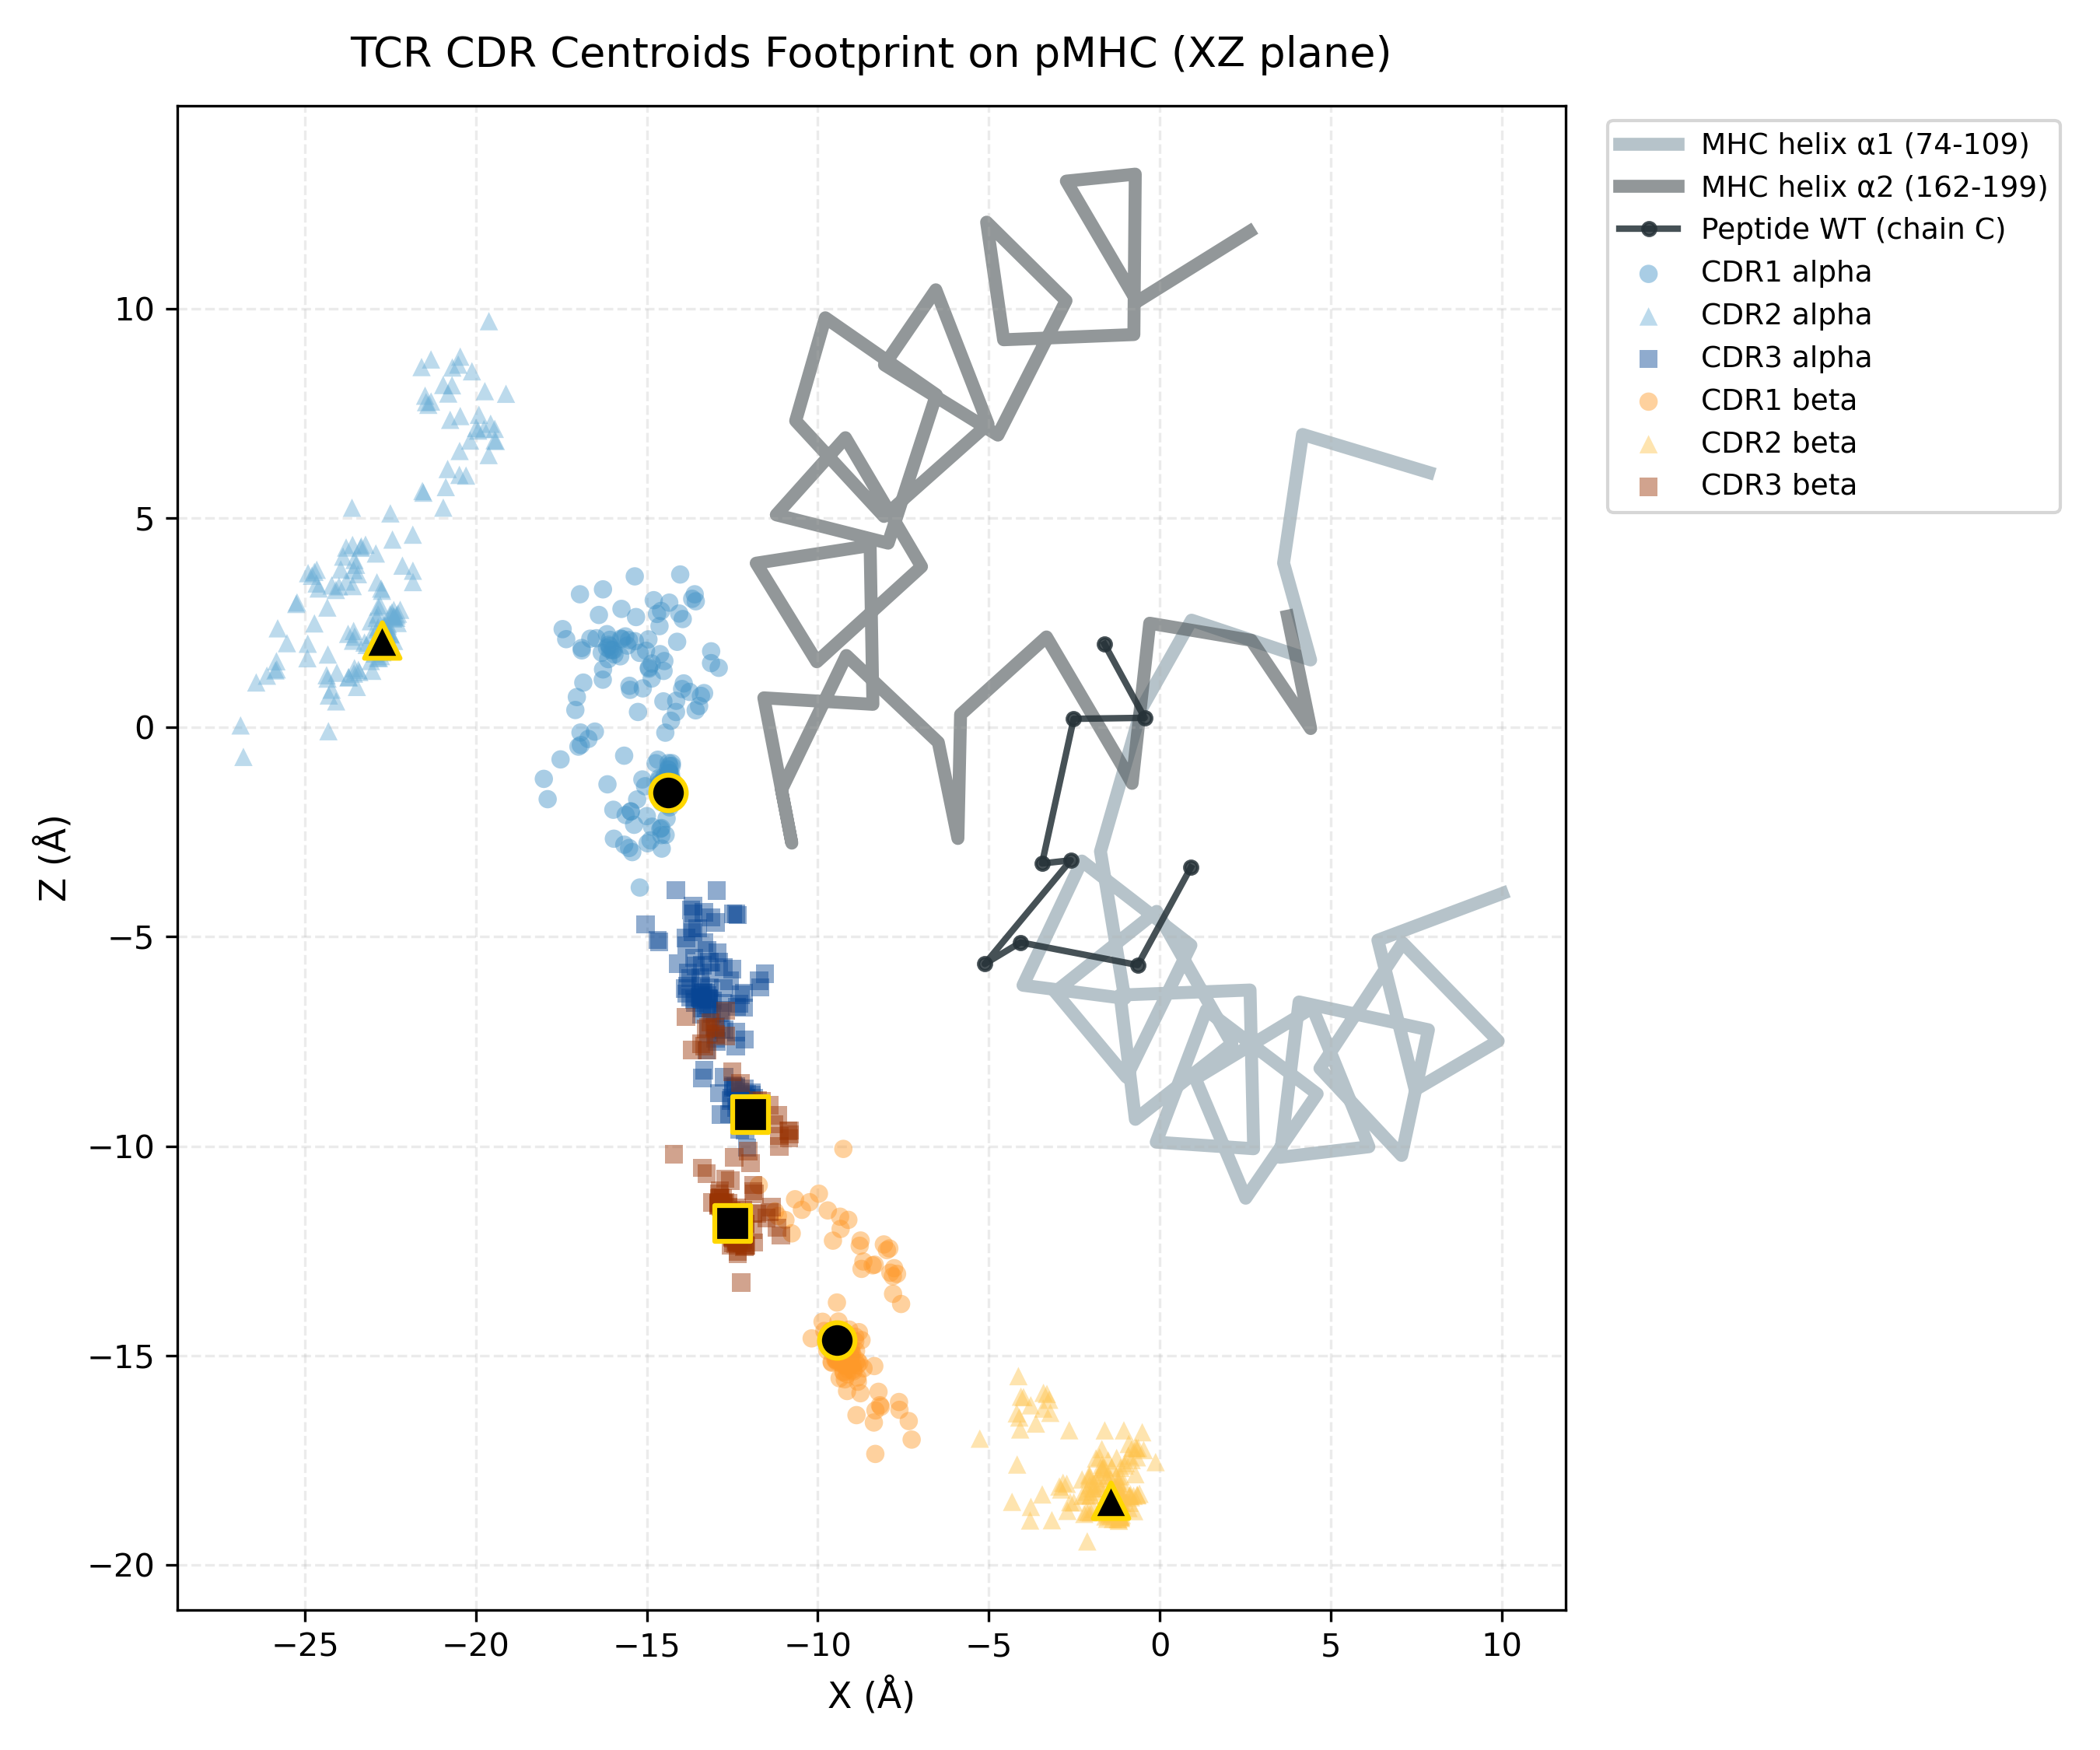 TCR CDR Centroids Footprint on pMHC (XZ plane)
MHC helix α1 (74-109)
MHC helix α2 (162-199)
Peptide WT (chain C)
CDR1 alpha
CDR2 alpha
CDR3 alpha
CDR1 beta
CDR2 beta
CDR3 beta
Z (Å)
10
5
0
−5
−10
−15
−20
−25
−20
−15
−10
−5
0
5
10
X (Å)